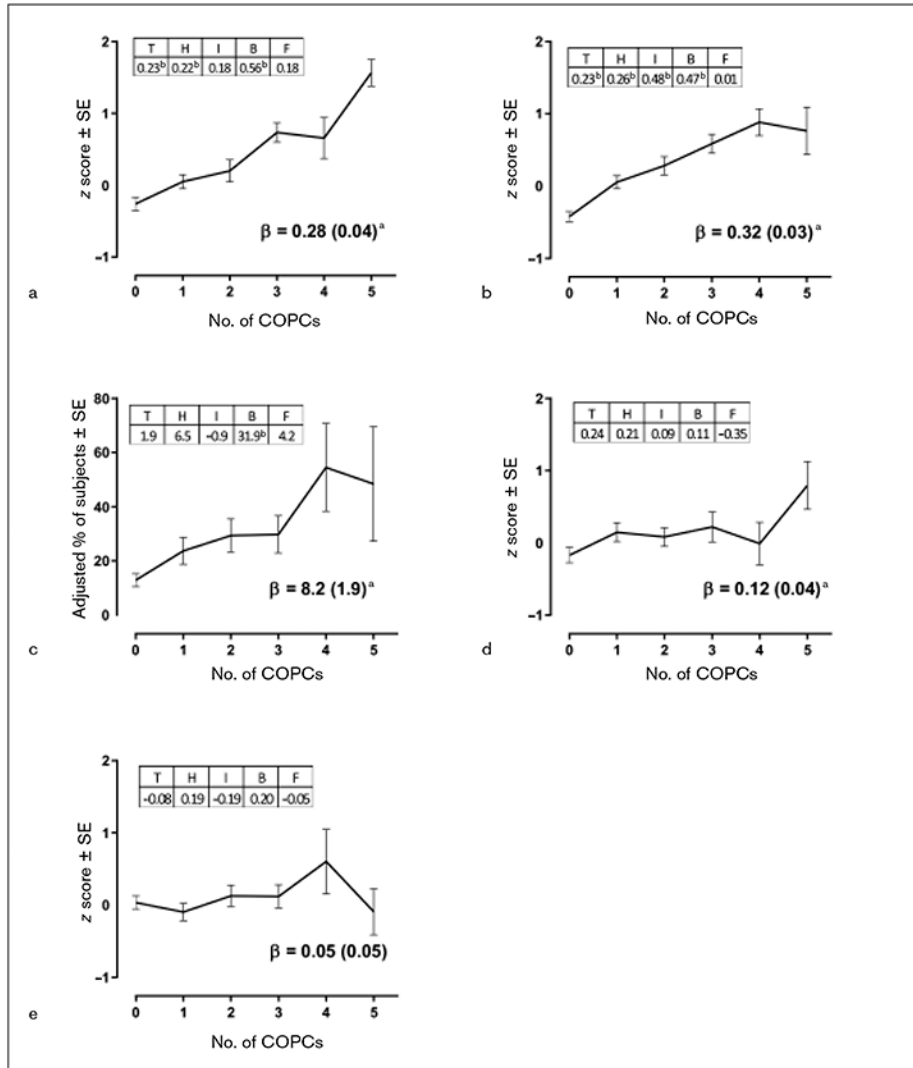 a
z score ± SE
2
1
0
−1
T H I B F
0.23ᵇ 0.22ᵇ 0.18 0.56ᵇ 0.18
β = 0.28 (0.04)ᵃ
0 1 2 3 4 5
No. of COPCs
b
z score ± SE
2
1
0
−1
T H I B F
0.23ᵇ 0.26ᵇ 0.48ᵇ 0.47ᵇ 0.01
β = 0.32 (0.03)ᵃ
0 1 2 3 4 5
No. of COPCs
c
Adjusted % of subjects ± SE
80
60
40
20
0
T H I B F
1.9 6.5 −0.9 31.9ᵇ 4.2
β = 8.2 (1.9)ᵃ
0 1 2 3 4 5
No. of COPCs
d
z score ± SE
2
1
0
−1
T H I B F
0.24 0.21 0.09 0.11 −0.35
β = 0.12 (0.04)ᵃ
0 1 2 3 4 5
No. of COPCs
e
z score ± SE
2
1
0
−1
T H I B F
-0.08 0.19 -0.19 0.20 -0.05
β = 0.05 (0.05)
0 1 2 3 4 5
No. of COPCs